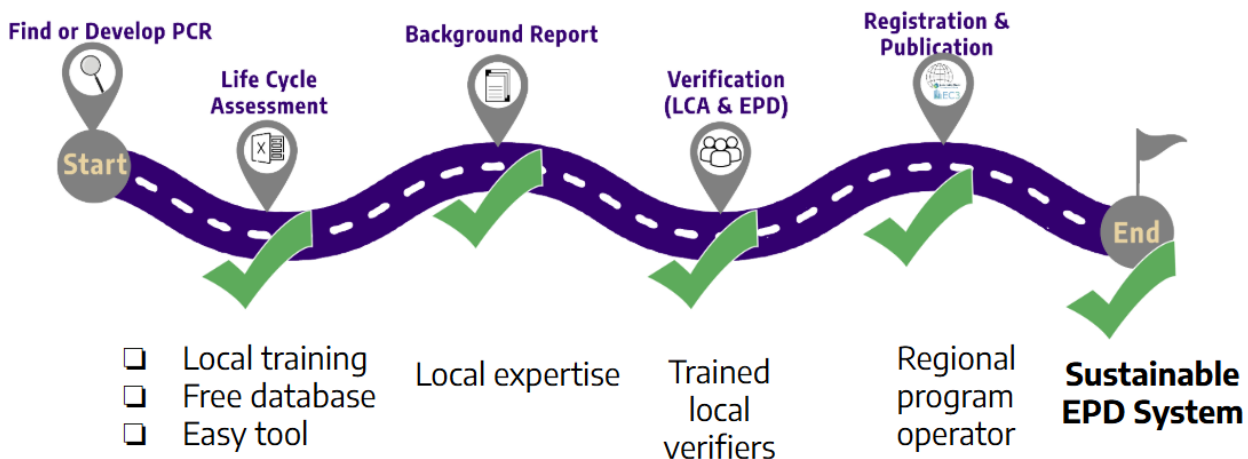 Find or Develop PCR
Life Cycle
Assessment
Background Report
Verification
(LCA & EPD)
Registration &
Publication
EC3
X
Start
End
❏ Local training
❏ Free database
❏ Easy tool
Local expertise
Trained
local
verifiers
Regional
program
operator
Sustainable
EPD System